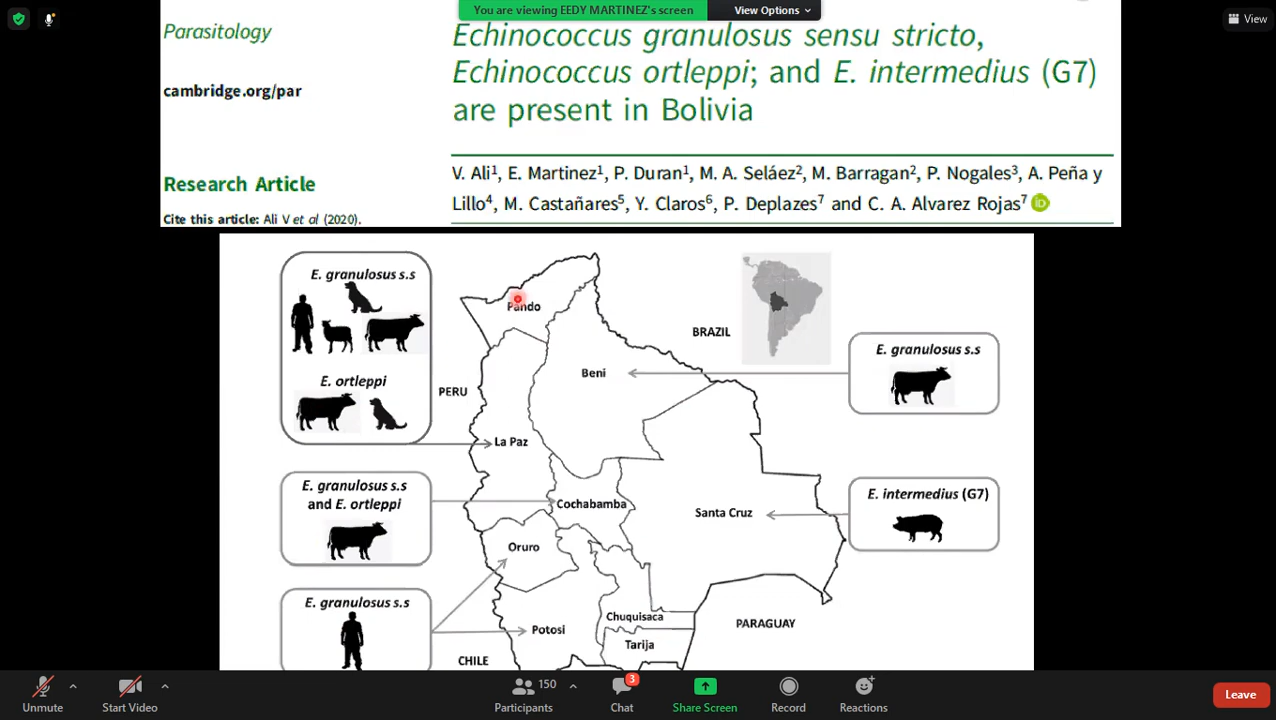 You are viewing EEDY MARTINEZ's screen
View Options
View
Parasitology
cambridge.org/par
Research Article
Cite this article: Ali V et al (2020).
Echinococcus granulosus sensu stricto,
Echinococcus ortleppi; and E. intermedius (G7)
are present in Bolivia
V. Ali1, E. Martinez1, P. Duran1, M. A. Seláez2, M. Barragan2, P. Nogales3, A. Peña y
Lillo4, M. Castañares5, Y. Claros6, P. Deplazes7 and C. A. Alvarez Rojas7 iD
E. granulosus s.s
E. ortleppi
E. granulosus s.s
and E. ortleppi
E. granulosus s.s
Pando
PERU
La Paz
Beni
BRAZIL
Cochabamba
Oruro
Santa Cruz
Potosi
Chuquisaca
Tarija
CHILE
PARAGUAY
E. granulosus s.s
E. intermedius (G7)
Unmute
Start Video
150
Participants
3
Chat
Share Screen
Record
Reactions
Leave